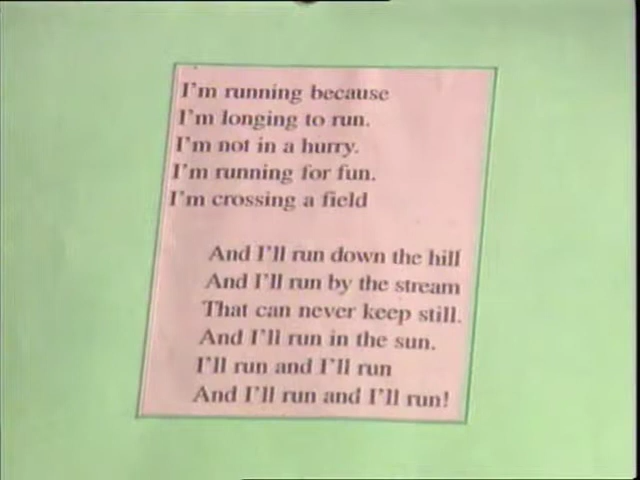 I'm running because
I'm longing to run.
I'm not in a hurry.
I'm running for fun.
I'm crossing a field
And I'll run down the hill
And I'll run by the stream
That can never keep still.
And I'll run in the sun.
I'll run and I'll run
And I'll run and I'll run!